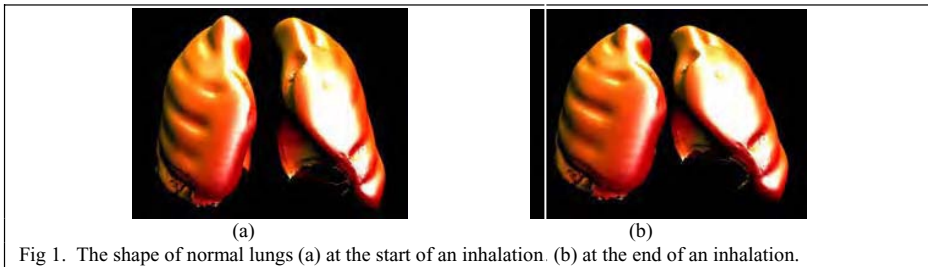 (a) (b)
Fig 1. The shape of normal lungs (a) at the start of an inhalation. (b) at the end of an inhalation.